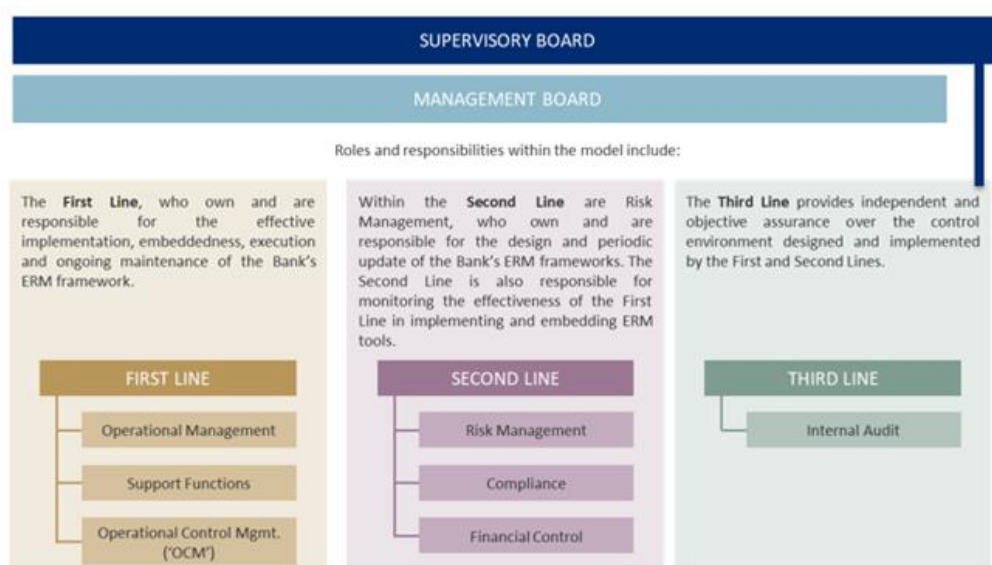 SUPERVISORY BOARD
MANAGEMENT BOARD
Roles and responsibilities within the model include:
The First Line, who own and are
responsible for the effective
implementation, embeddedness, execution
and ongoing maintenance of the Bank's
ERM framework.
FIRST LINE
Operational Management
Support Functions
Operational Control Mgmt.
('OCM')
Within the Second Line are Risk
Management, who own and are
responsible for the design and periodic
update of the Bank's ERM frameworks. The
Second Line is also responsible for
monitoring the effectiveness of the First
Line in implementing and embedding ERM
tools.
SECOND LINE
Risk Management
Compliance
Financial Control
The Third Line provides independent and
objective assurance over the control
environment designed and implemented
by the First and Second Lines.
THIRD LINE
Internal Audit